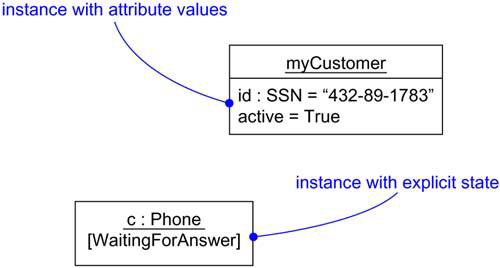 instance with attribute values
myCustomer
id : SSN = “432-89-1783”
active = True
instance with explicit state
c : Phone
[WaitingForAnswer]